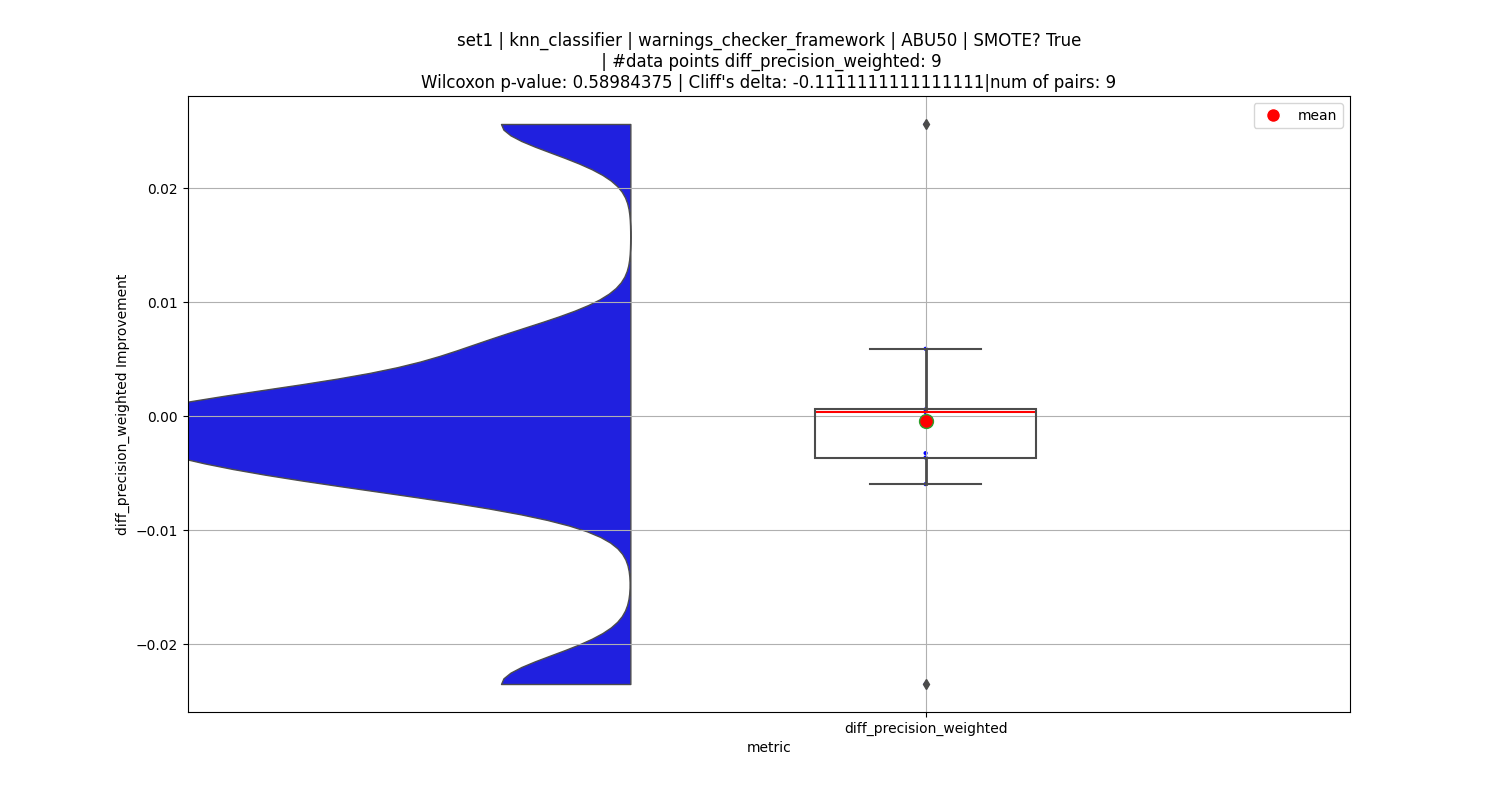 set1 | knn_classifier | warnings_checker_framework | ABU50 | SMOTE? True
| #data points diff_precision_weighted: 9
Wilcoxon p-value: 0.58984375 | Cliff's delta: -0.1111111111111111|num of pairs: 9
mean
0.02
0.01
0.00
−0.01
−0.02
diff_precision_weighted Improvement
diff_precision_weighted
metric